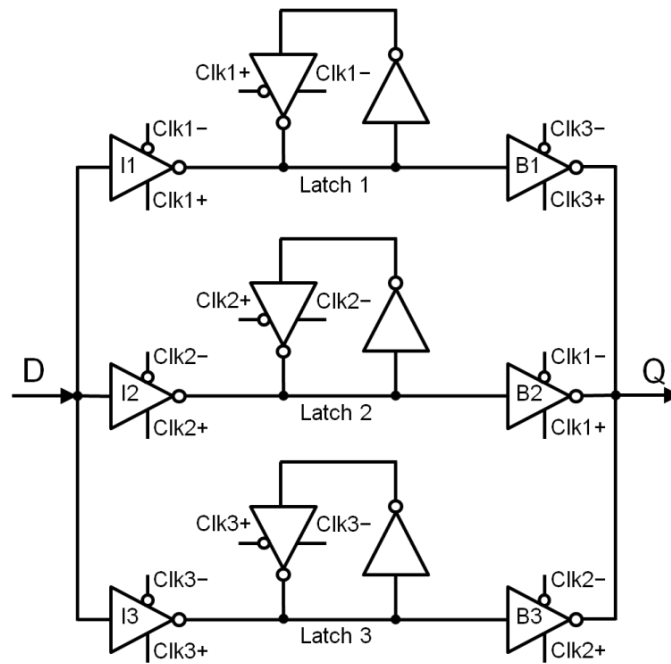 Clk1+ Clk1−
Clk1− Clk3−
I1 B1
Clk1+ Latch 1 Clk3+
Clk2+ Clk2−
Clk2− Clk1−
D I2 B2 Q
Clk2+ Latch 2 Clk1+
Clk3+ Clk3−
Clk3− Clk2−
I3 B3
Clk3+ Latch 3 Clk2+